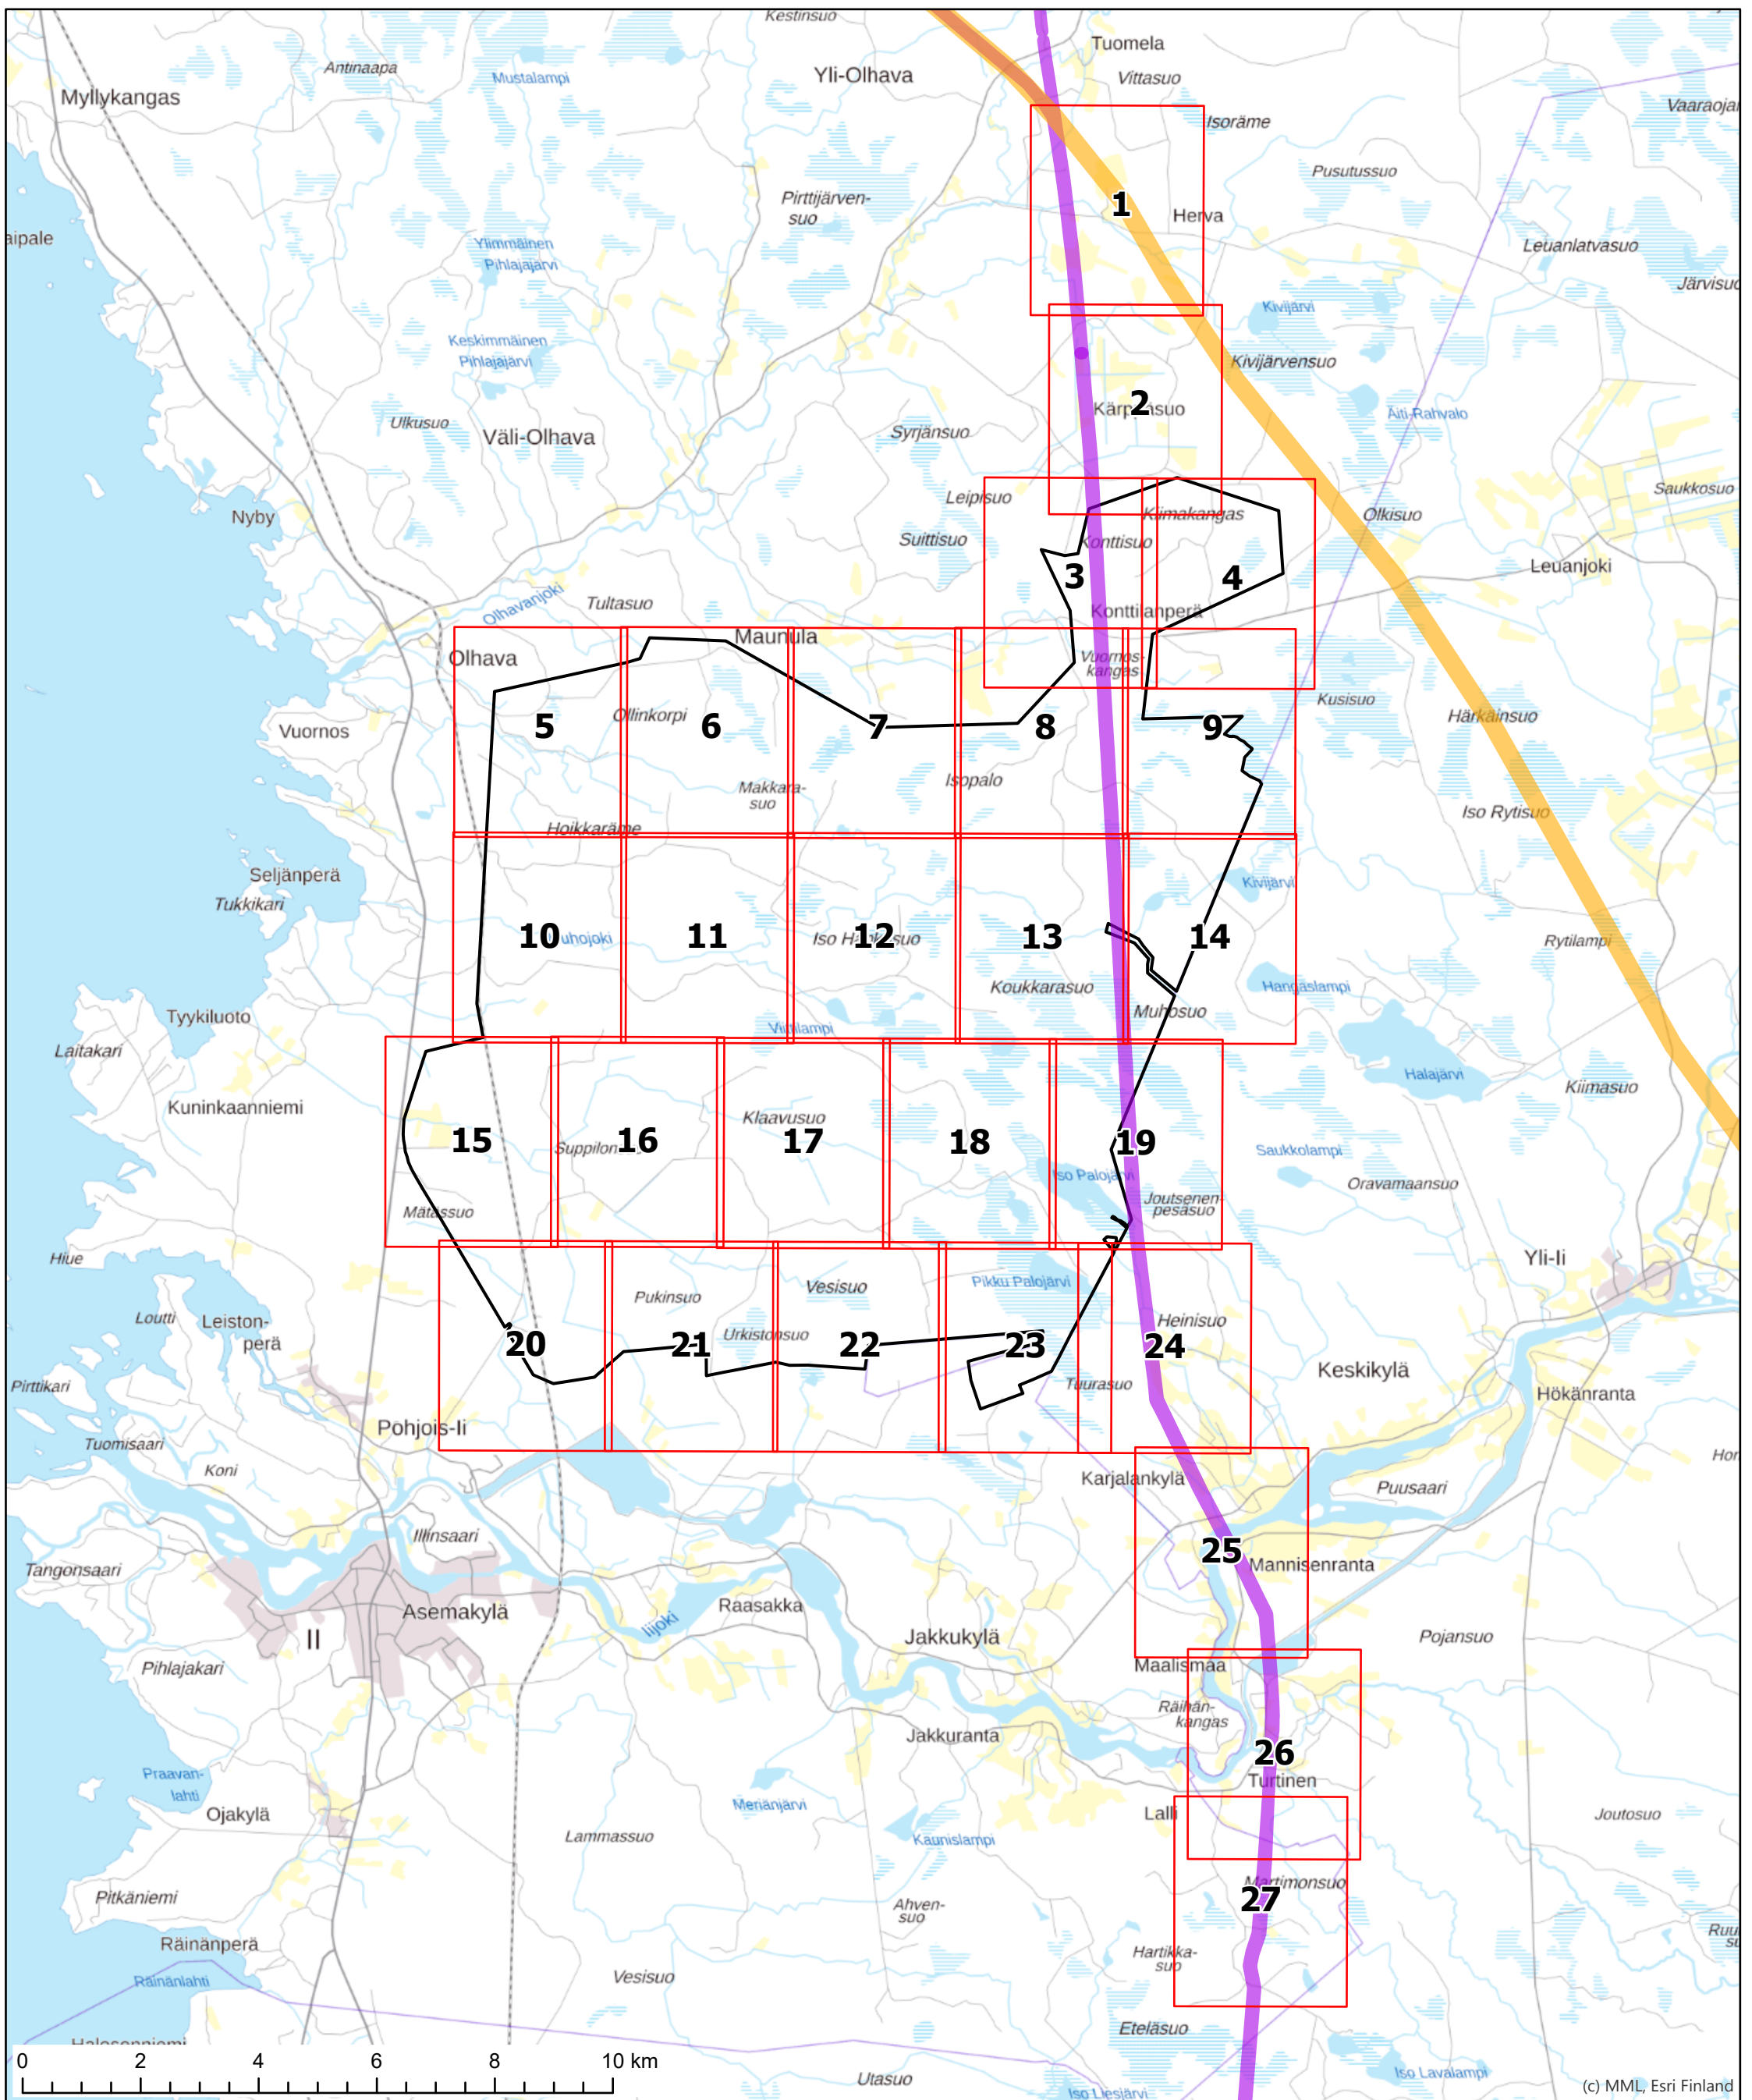 Kestinsuo
Tuomela
Antinaapa
Mustalampi
Yli-Olhava
Vittasuo
Myllykangas
Vaaraojan
Isoräme
Pusutussuo
Pirttijärven-
suo
1
Herva
aipale
Ylimmäinen
Pihlajajärvi
Leuanlatvasuo
Järvisuo
Kivijärvi
Keskimmäinen
Pihlajajärvi
Kivijärvensuo
2
Äiti-Rahvalo
Ulkusuo
Väli-Olhava
Syrjänsuo
Leipisuo
Saukkosuo
Nyby
Kiimakangas
Olkisuo
Suittisuo
Konttisuo
Leuanjoki
3
4
Olhavanjoki
Tultasuo
Konttilanperä
Maunula
Olhava
Vuornos-
kangas
Kusisuo
Ollinkorpi
Härkäinsuo
Vuornos
5
6
7
8
9
Makkara-
suo
Isopalo
Iso Rytisuo
Hoikkaräme
Seljänperä
Kivijärvi
Tukkikari
10
11
12
13
14
Rytilampi
Koukkarasuo
Hangaslampi
Tyykiluoto
Muhosuo
Laitakari
Halajärvi
Kiimasuo
Kuninkaanniemi
Klaavusuo
15
16
17
18
19
Saukkolampi
Iso Palojärvi
Oravamaansuo
Joutsenen-
pesäsuo
Mätässuo
Hiue
Yli-Ii
Pikku Palojärvi
Vesisuo
Pukinsuo
Loutti
Leiston-
perä
Heinisuo
Urkistonsuo
20
21
22
23
24
Keskikylä
Pirttikari
Tuurasuo
Hökänranta
Pohjois-Ii
Tuomisaari
Koni
Karjalankylä
Puusaari
Illinsaari
25
Mannisenranta
Tangonsaari
Asemakylä
Raasakka
Iijoki
II
Jakkukylä
Pojansuo
Pihlajakari
Maalismaa
Räihän-
kangas
Jakkuranta
26
Turtinen
Praavan-
lahti
Meriänjärvi
Ojakylä
Lalli
Joutosuo
Lammassuo
Kaunislampi
Martimonsuo
27
Pitkäniemi
Ahven-
suo
Räinänperä
Hartikka-
suo
Räinänlahti
Vesisuo
Eteläsuo
0 2 4 6 8 10 km
Iso Lavalampi
Utasuo
Iso Liesjärvi
(c) MML, Esri Finland